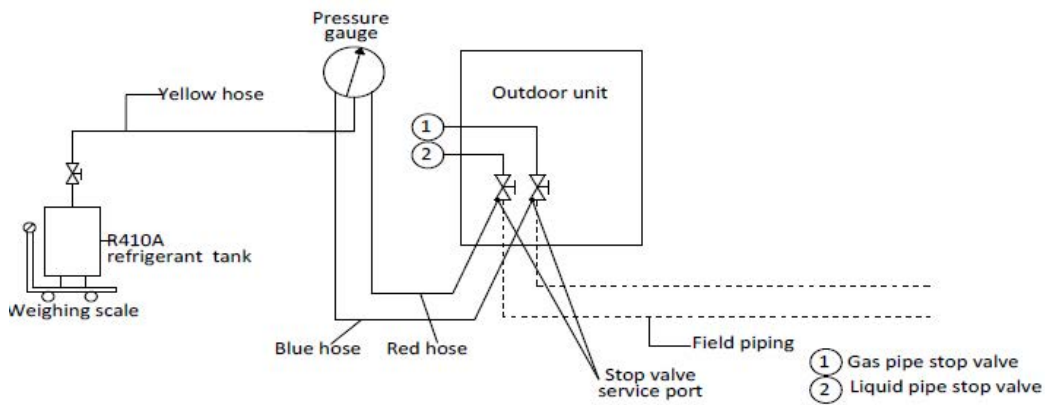 Pressure
gauge
Yellow hose
Outdoor unit
1
2
R410A
refrigerant tank
Weighing scale
Blue hose
Red hose
Field piping
Stop valve
service port
1 Gas pipe stop valve
2 Liquid pipe stop valve